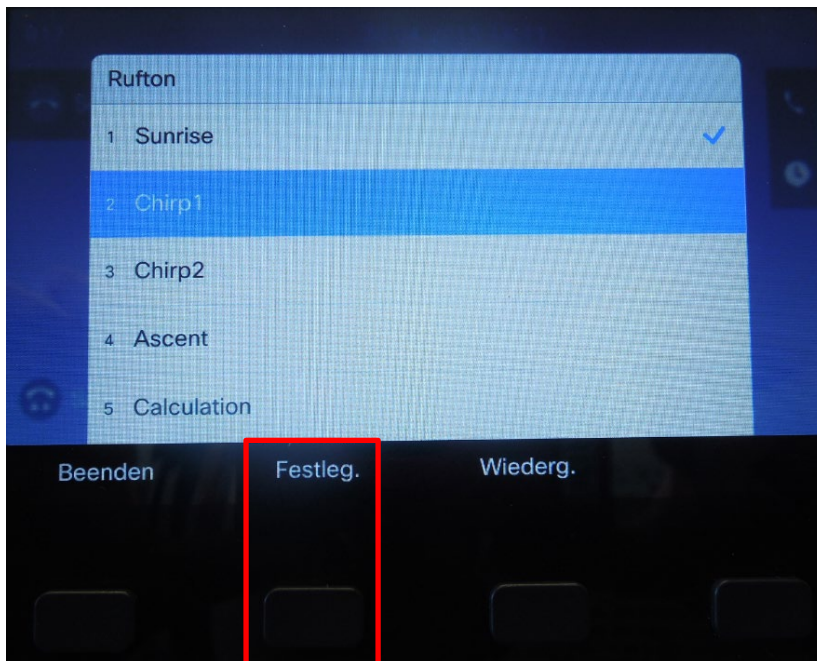 Rufton
1 Sunrise
2 Chirp1
3 Chirp2
4 Ascent
5 Calculation
Beenden Festleg. Wiederg.